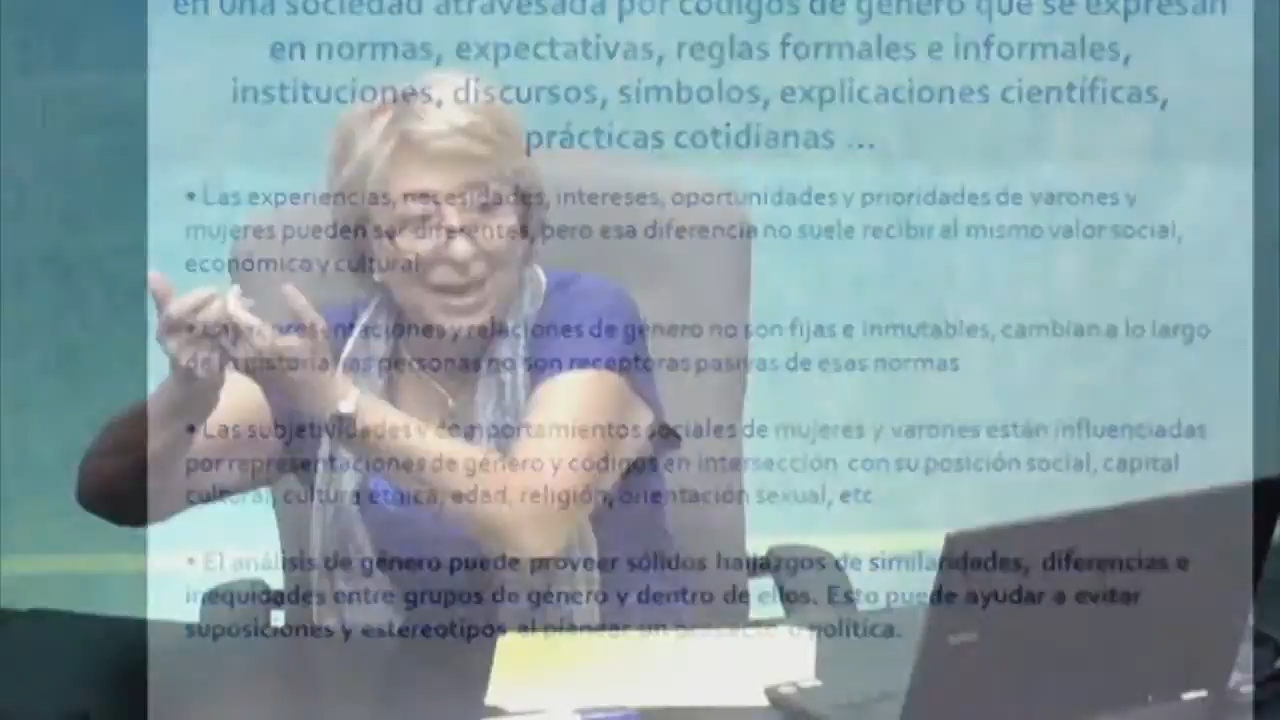 en una sociedad atravesada por códigos de género que se expresan
en normas, expectativas, reglas formales e informales,
instituciones, discursos, símbolos, explicaciones científicas,
prácticas cotidianas ...
• Las experiencias, necesidades, intereses, oportunidades y prioridades de varones y
mujeres pueden ser diferentes, pero esa diferencia no suele recibir el mismo valor social,
económico y cultural
• Las representaciones y relaciones de género no son fijas e inmutables, cambian a lo largo
de la historia, las personas no son receptoras pasivas de esas normas
• Las subjetividades y comportamientos sociales de mujeres y varones están influenciadas
por representaciones de género y códigos en intersección con su posición social, capital
cultural, cultura étnica, edad, religión, orientación sexual, etc
• El análisis de género puede proveer sólidos hallazgos de similaridades, diferencias e
inequidades entre grupos de género y dentro de ellos. Esto puede ayudar a evitar
suposiciones y estereotipos al planear un proyecto o política.